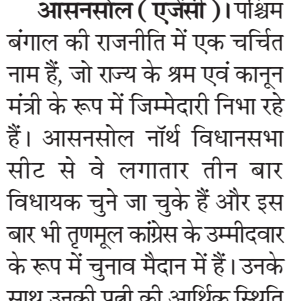 आसनसोल ( एजेंसी )। पश्चिम
बंगाल की राजनीति में एक चर्चित
नाम हैं, जो राज्य के श्रम एवं कानून
मंत्री के रूप में जिम्मेदारी निभा रहे
हैं। आसनसोल नॉर्थ विधानसभा
सीट से वे लगातार तीन बार
विधायक चुने जा चुके हैं और इस
बार भी तृणमूल कांग्रेस के उम्मीदवार
के रूप में चुनाव मैदान में हैं। उनके
साथ उनकी पत्नी की आर्थिक स्थिति